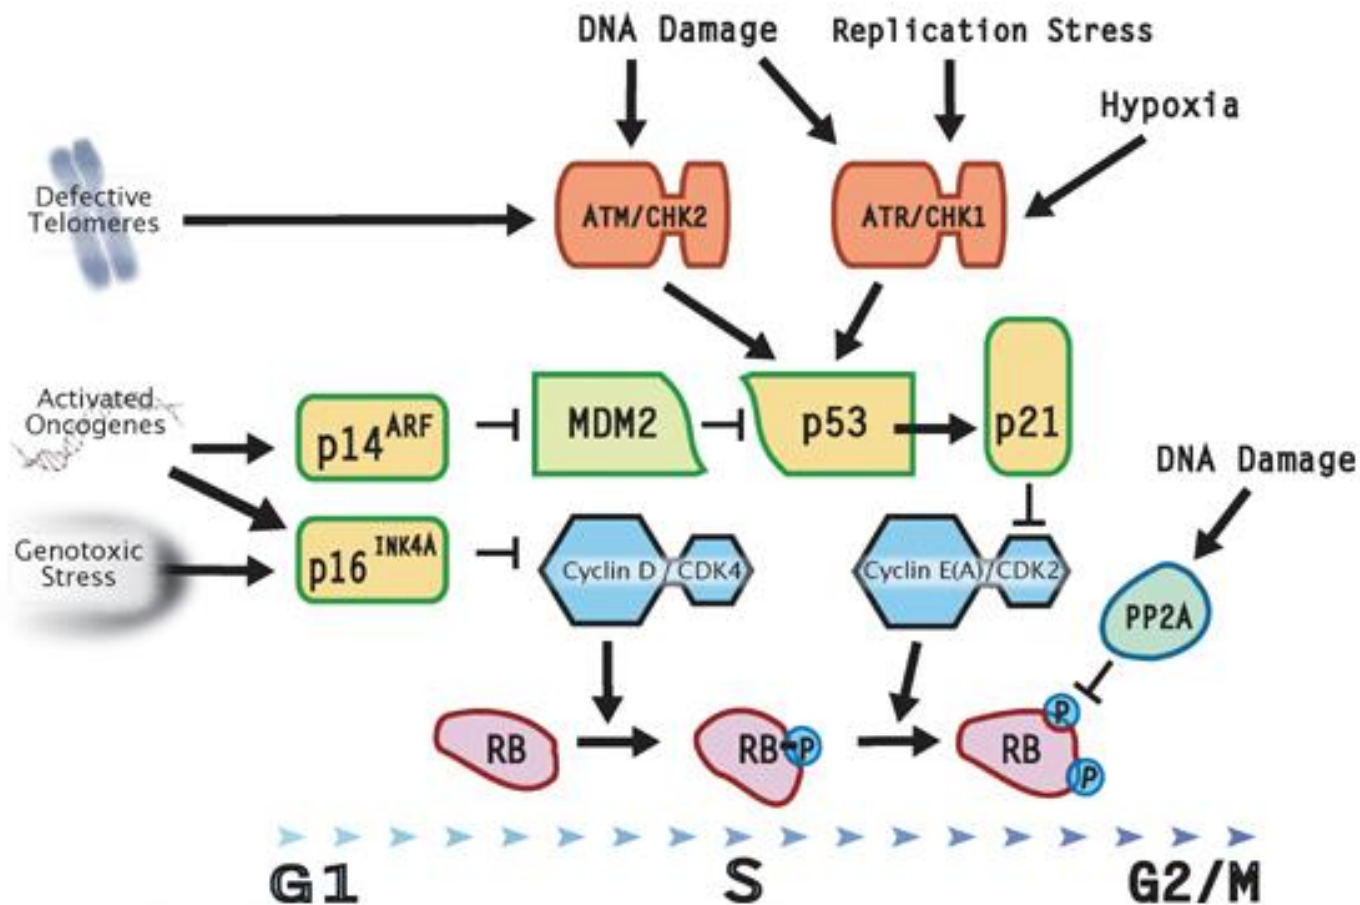 DNA Damage
Replication Stress
Hypoxia
Defective
Telomeres
ATM/CHK2
ATR/CHK1
Activated
Oncogenes
p14ARF
MDM2
p53
p21
DNA Damage
Genotoxic
Stress
p16INK4A
Cyclin D/CDK4
Cyclin E(A)/CDK2
PP2A
RB
RB-P
RB
P
P
G1
S
G2/M